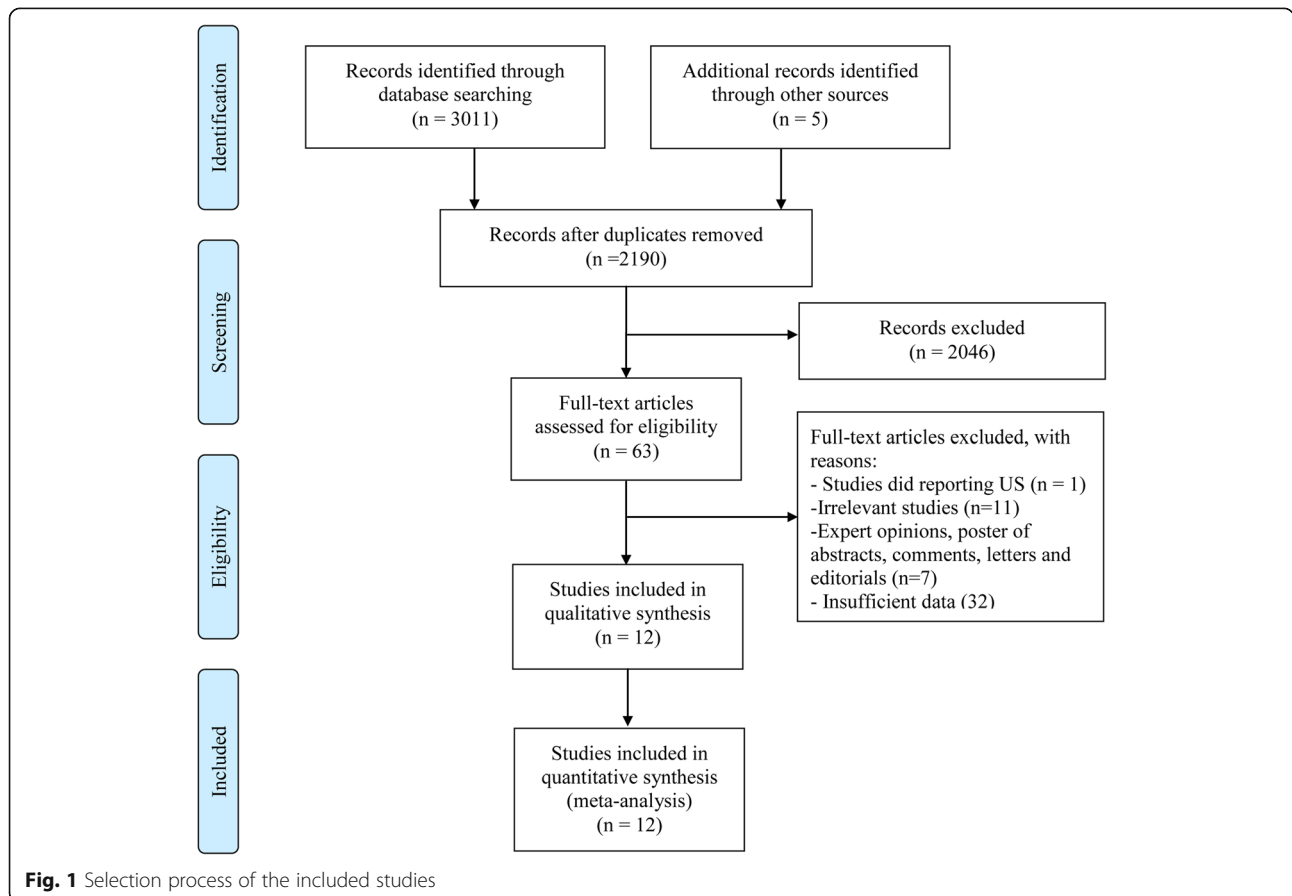 Identification
Records identified through
database searching
(n = 3011)
Additional records identified
through other sources
(n = 5)
Screening
Records after duplicates removed
(n =2190)
Records excluded
(n = 2046)
Full-text articles
assessed for eligibility
(n = 63)
Eligibility
Full-text articles excluded, with
reasons:
- Studies did reporting US (n = 1)
-Irrelevant studies (n=11)
-Expert opinions, poster of
abstracts, comments, letters and
editorials (n=7)
- Insufficient data (32)
Studies included in
qualitative synthesis
(n = 12)
Included
Studies included in
quantitative synthesis
(meta-analysis)
(n = 12)
Fig. 1 Selection process of the included studies